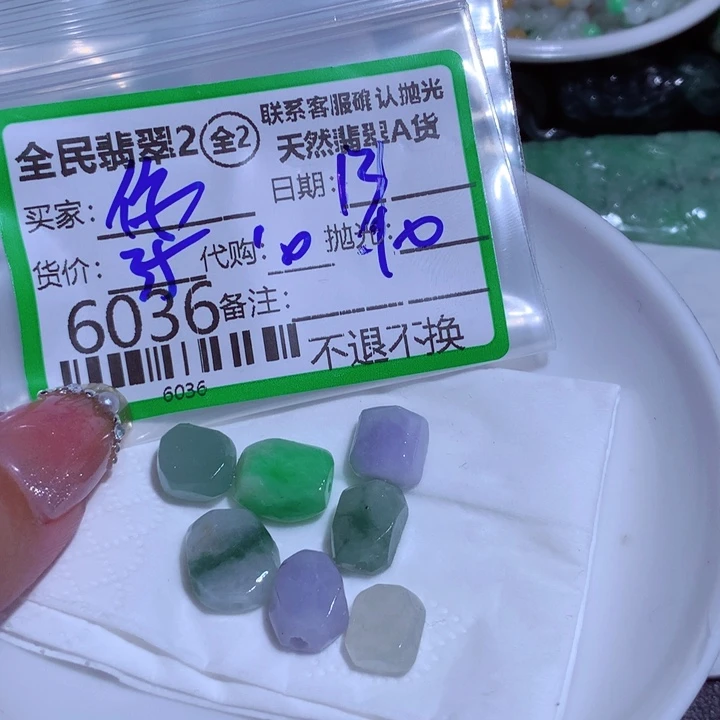 全民翡翠2 全2
联系客服确认抛光
天然翡翠A货
买家:
日期: 13
货价:
代购: 10
抛光:
6036
备注:
6036
不退不换